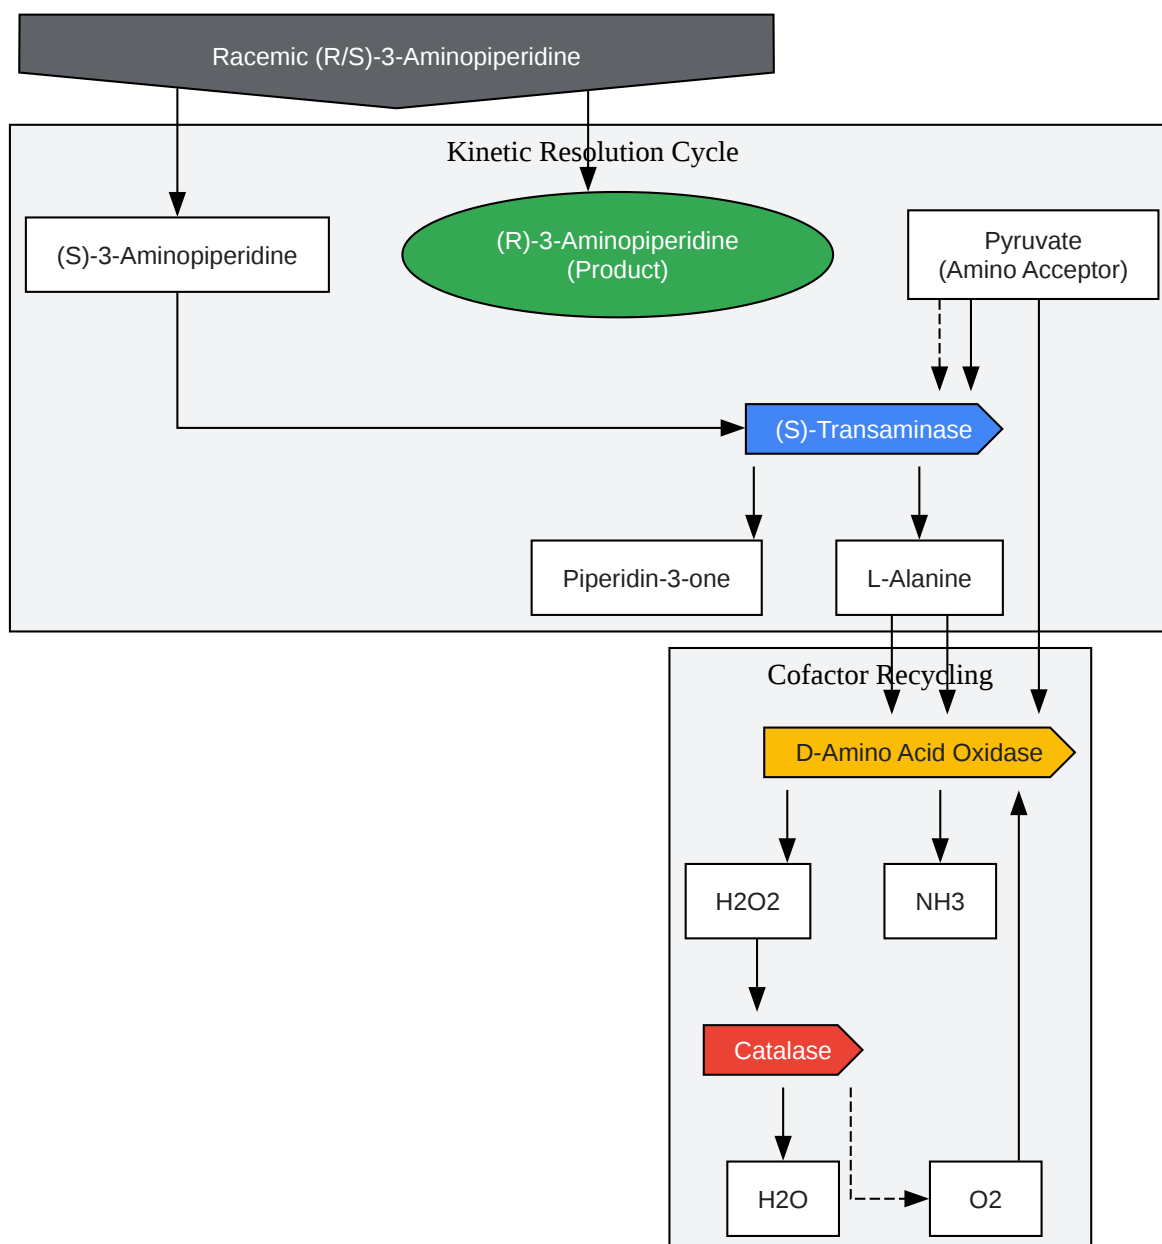 Racemic (R/S)-3-Aminopiperidine
Kinetic Resolution Cycle
(S)-3-Aminopiperidine
(R)-3-Aminopiperidine
(Product)
Pyruvate
(Amino Acceptor)
(S)-Transaminase
Piperidin-3-one
L-Alanine
Cofactor Recycling
D-Amino Acid Oxidase
H2O2
NH3
Catalase
H2O
O2